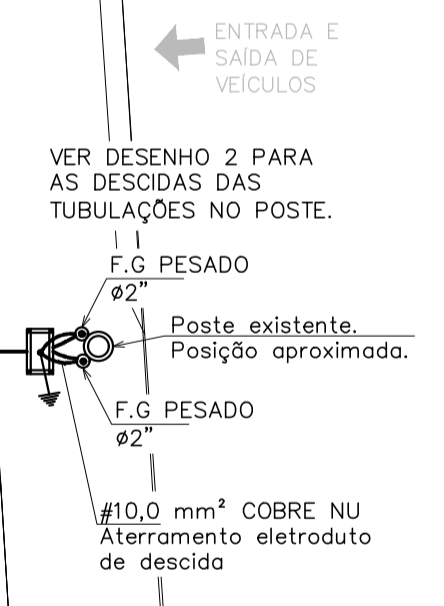 ENTRADA E
SAÍDA DE
VEÍCULOS
VER DESENHO 2 PARA
AS DESCIDAS DAS
TUBULAÇÕES NO POSTE.
F.G PESADO
ø2"
Poste existente.
Posição aproximada.
F.G PESADO
ø2"
#10,0 mm² COBRE NU
Aterramento eletroduto
de descida